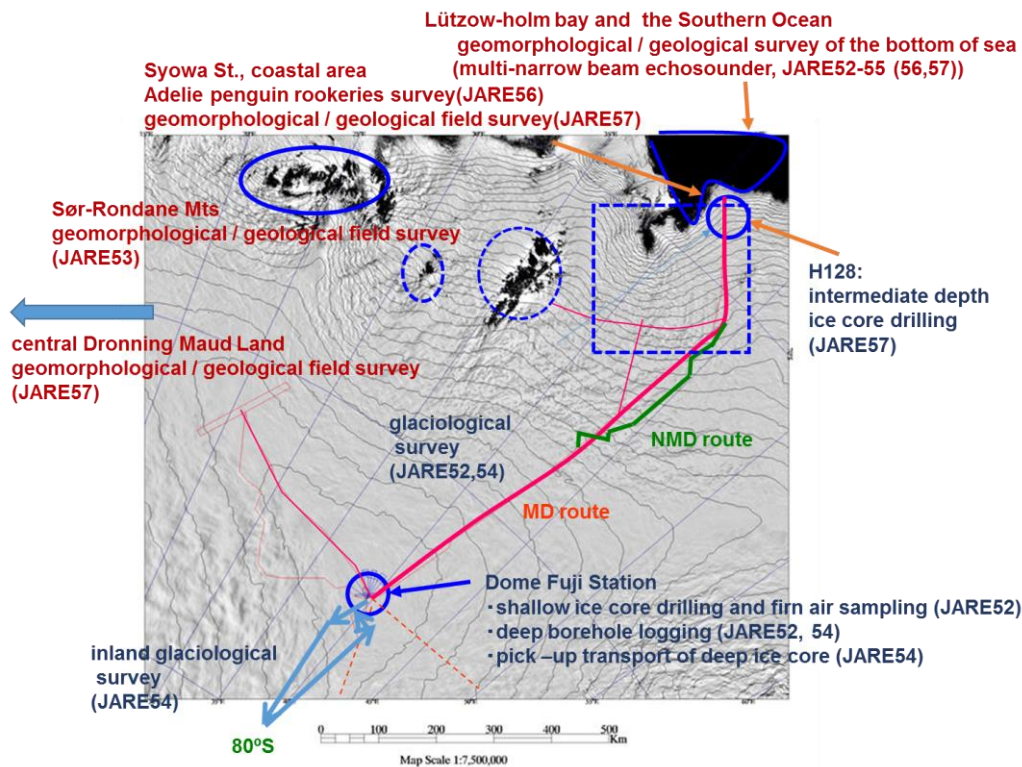 Lützow-holm bay and the Southern Ocean
geomorphological / geological survey of the bottom of sea
(multi-narrow beam echosounder, JARE52-55 (56,57))
Syowa St., coastal area
Adelie penguin rookeries survey(JARE56)
geomorphological / geological field survey(JARE57)
Sør-Rondane Mts
geomorphological / geological field survey
(JARE53)
H128:
intermediate depth
ice core drilling
(JARE57)
central Dronning Maud Land
geomorphological / geological field survey
(JARE57)
glaciological
survey
(JARE52,54)
NMD route
MD route
Dome Fuji Station
・shallow ice core drilling and firn air sampling (JARE52)
・deep borehole logging (JARE52, 54)
・pick –up transport of deep ice core (JARE54)
inland glaciological
survey
(JARE54)
80ºS
0 100 200 300 400 500
Km
Map Scale 1:7,500,000